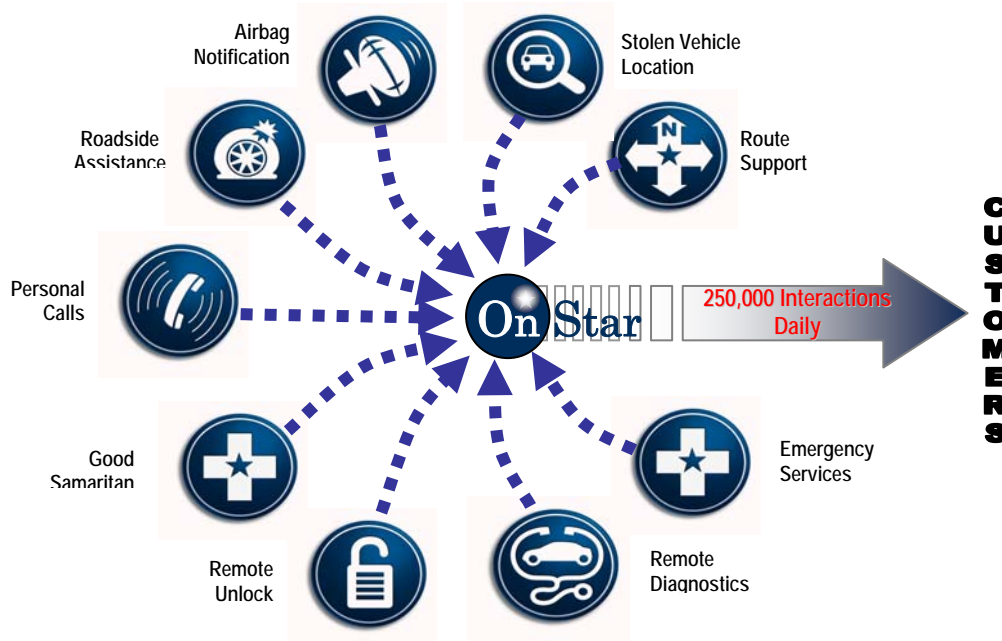 Airbag
Notification
Stolen Vehicle
Location
Roadside
Assistance
N
Route
Support
Personal
Calls
OnStar
250,000 Interactions
Daily
CUSTOMERS
Good
Samaritan
Emergency
Services
Remote
Unlock
Remote
Diagnostics